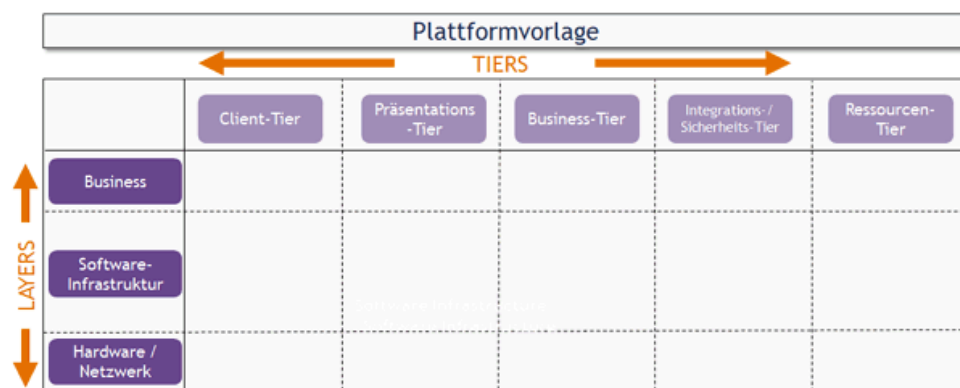 Plattformvorlage
TIERS
Client-Tier
Präsentations
-Tier
Business-Tier
Integrations-/
Sicherheits-Tier
Ressourcen-
Tier
LAYERS
Business
Software-
Infrastruktur
Hardware /
Netzwerk